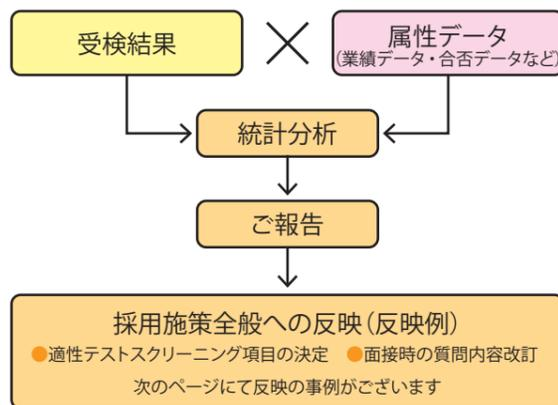 受検結果
属性データ
(業績データ・合否データなど)
統計分析
ご報告
採用施策全般への反映(反映例)
●適性テストスクリーニング項目の決定 ●面接時の質問内容改訂
次のページにて反映の事例がございます